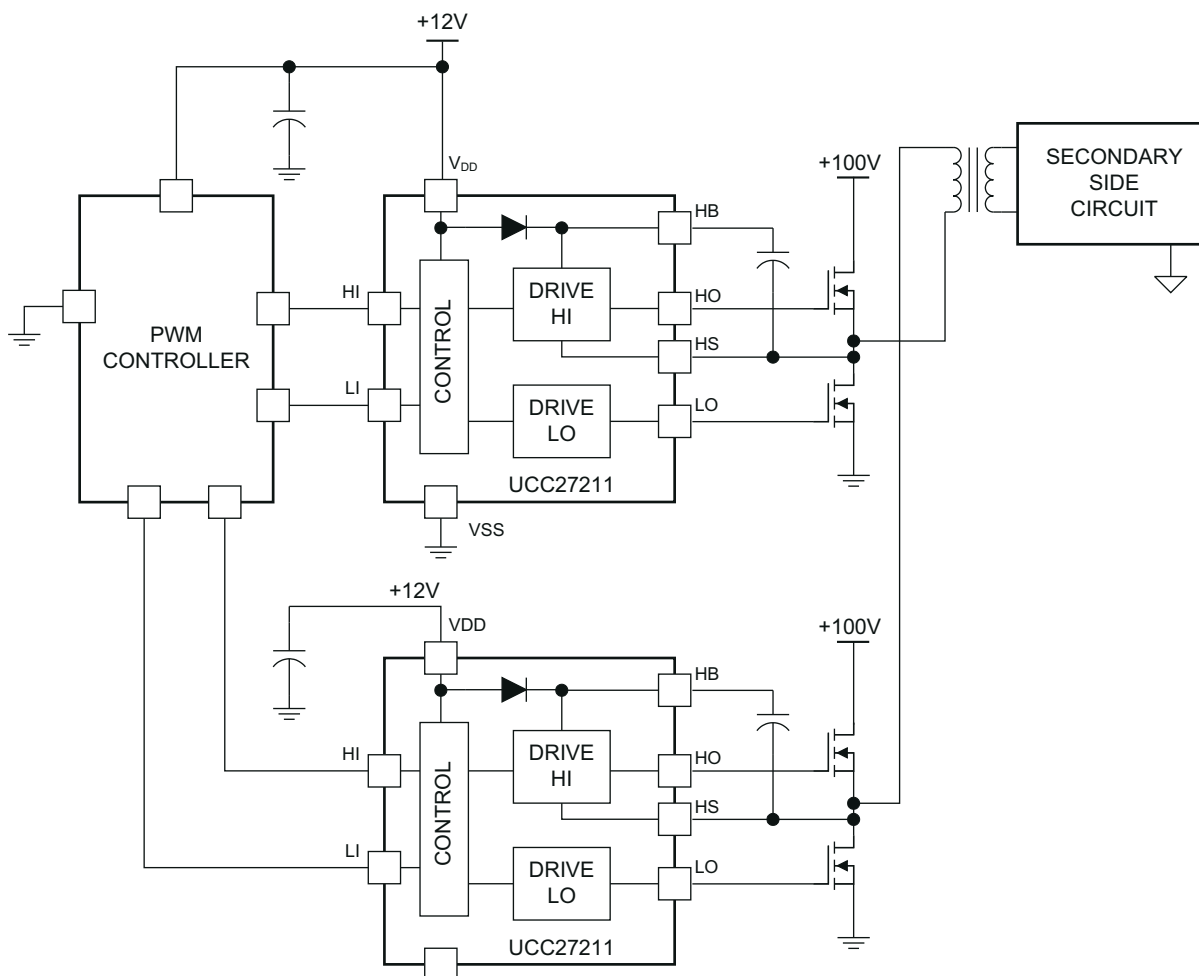 +12V
V_DD
+100V
SECONDARY
SIDE
CIRCUIT
PWM
CONTROLLER
HI
LI
CONTROL
DRIVE
HI
DRIVE
LO
HB
HO
HS
LO
UCC27211
VSS
+12V
VDD
+100V
HI
LI
CONTROL
DRIVE
HI
DRIVE
LO
HB
HO
HS
LO
UCC27211